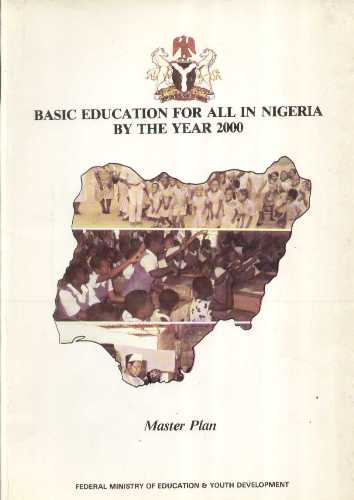 BASIC EDUCATION FOR ALL IN NIGERIA
BY THE YEAR 2000
Master Plan
FEDERAL MINISTRY OF EDUCATION & YOUTH DEVELOPMENT